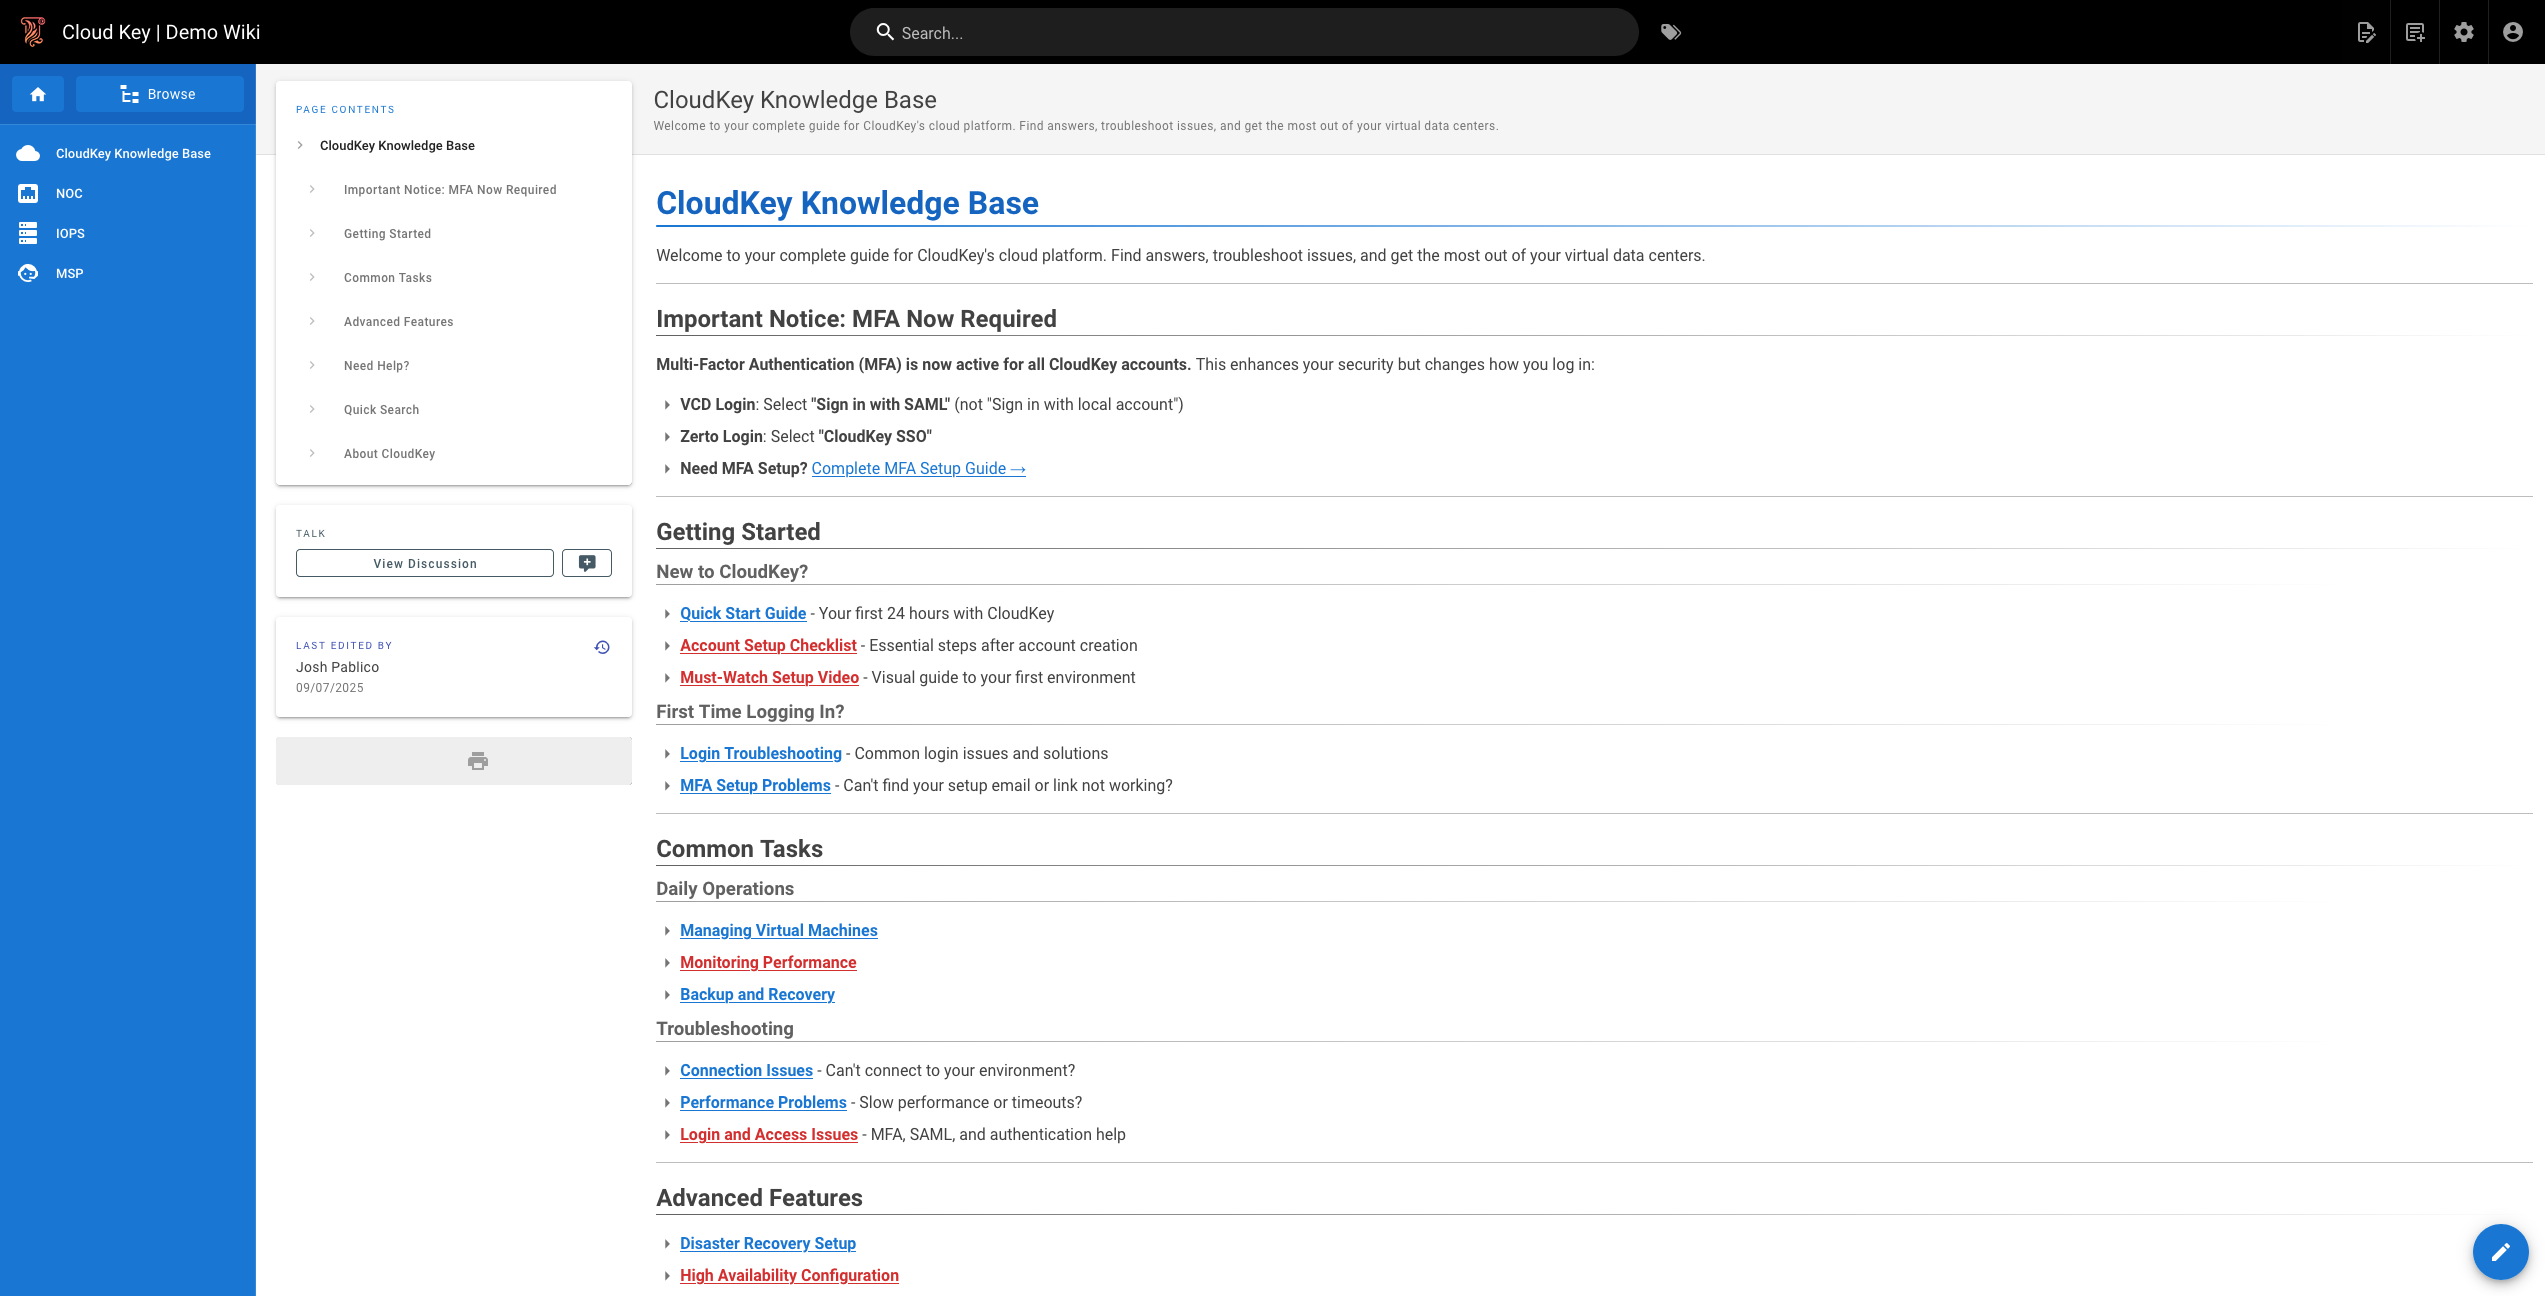 Cloud Key | Demo Wiki
Search...
Browse
CloudKey Knowledge Base
NOC
IOPS
MSP
PAGE CONTENTS
CloudKey Knowledge Base
Important Notice: MFA Now Required
Getting Started
Common Tasks
Advanced Features
Need Help?
Quick Search
About CloudKey
TALK
View Discussion
LAST EDITED BY
Josh Pablico
09/07/2025
CloudKey Knowledge Base
Welcome to your complete guide for CloudKey's cloud platform. Find answers, troubleshoot issues, and get the most out of your virtual data centers.
CloudKey Knowledge Base
Welcome to your complete guide for CloudKey's cloud platform. Find answers, troubleshoot issues, and get the most out of your virtual data centers.
Important Notice: MFA Now Required
Multi-Factor Authentication (MFA) is now active for all CloudKey accounts. This enhances your security but changes how you log in:
VCD Login: Select "Sign in with SAML" (not "Sign in with local account")
Zerto Login: Select "CloudKey SSO"
Need MFA Setup? Complete MFA Setup Guide →
Getting Started
New to CloudKey?
Quick Start Guide - Your first 24 hours with CloudKey
Account Setup Checklist - Essential steps after account creation
Must-Watch Setup Video - Visual guide to your first environment
First Time Logging In?
Login Troubleshooting - Common login issues and solutions
MFA Setup Problems - Can't find your setup email or link not working?
Common Tasks
Daily Operations
Managing Virtual Machines
Monitoring Performance
Backup and Recovery
Troubleshooting
Connection Issues - Can't connect to your environment?
Performance Problems - Slow performance or timeouts?
Login and Access Issues - MFA, SAML, and authentication help
Advanced Features
Disaster Recovery Setup
High Availability Configuration